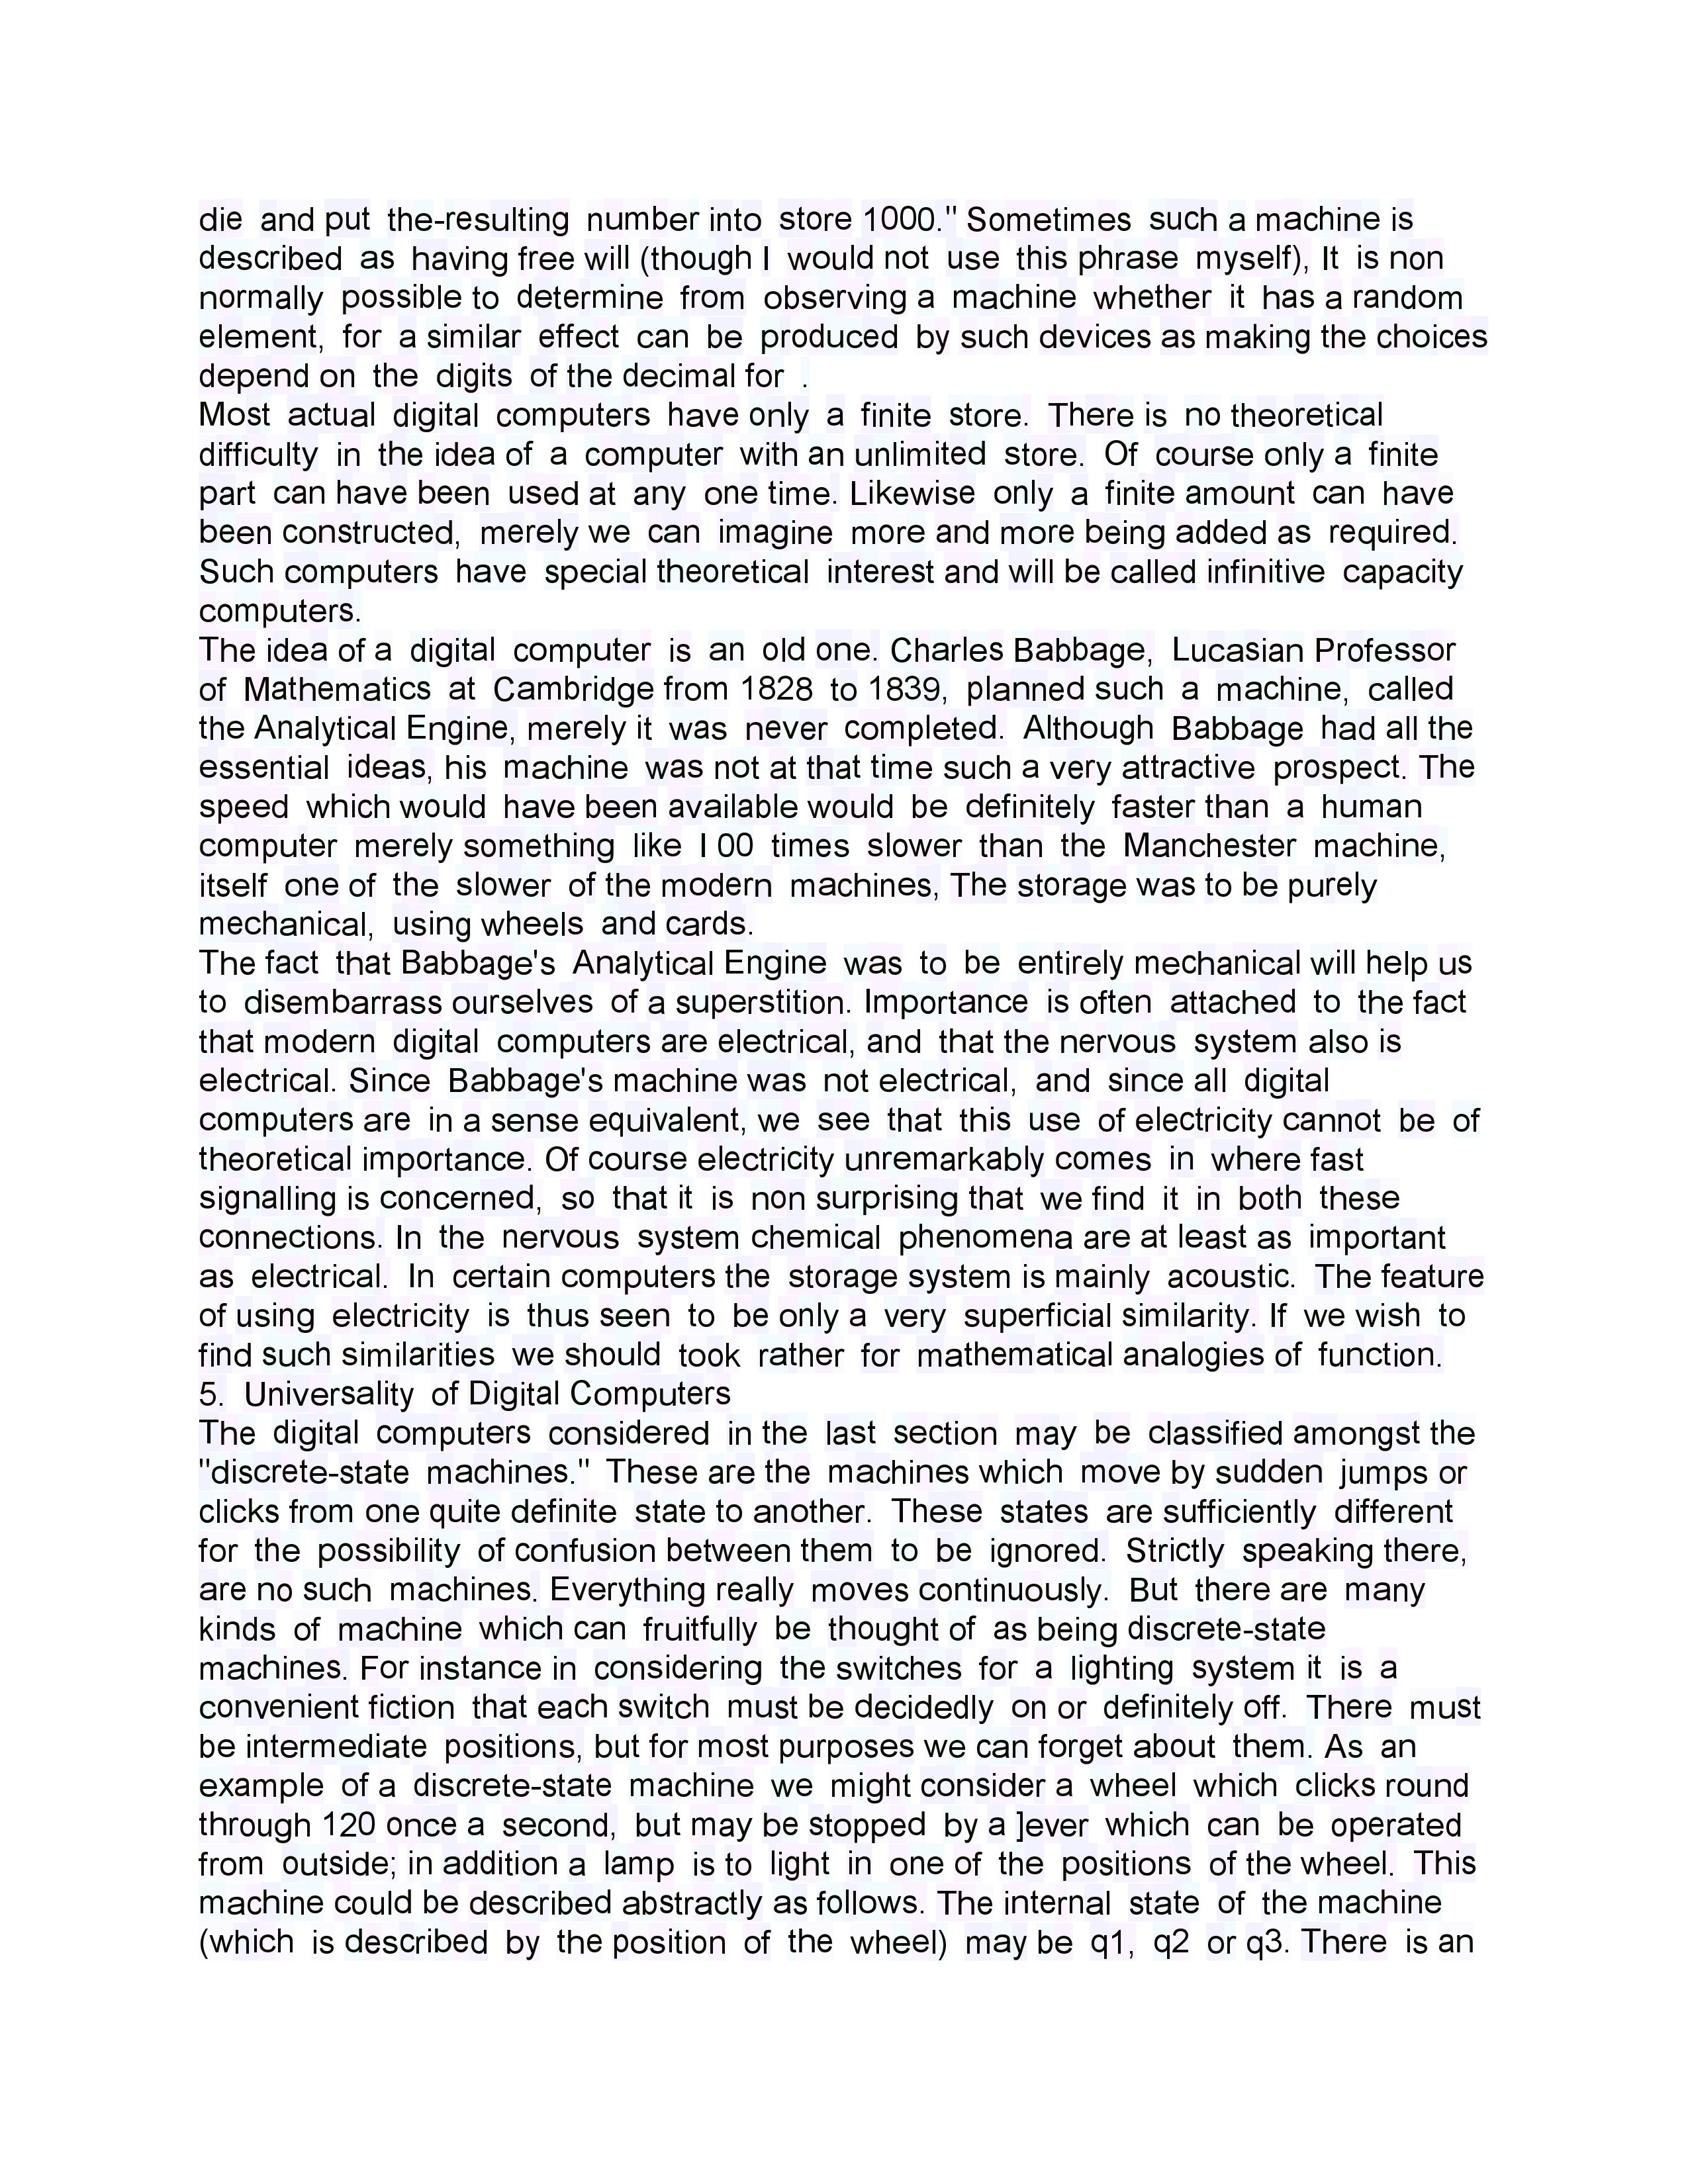 die and put the-resulting number into store 1000." Sometimes such a machine is
described as having free will (though I would not use this phrase myself), It is non
normally possible to determine from observing a machine whether it has a random
element, for a similar effect can be produced by such devices as making the choices
depend on the digits of the decimal for .
Most actual digital computers have only a finite store. There is no theoretical
difficulty in the idea of a computer with an unlimited store. Of course only a finite
part can have been used at any one time. Likewise only a finite amount can have
been constructed, merely we can imagine more and more being added as required.
Such computers have special theoretical interest and will be called infinitive capacity
computers.
The idea of a digital computer is an old one. Charles Babbage, Lucasian Professor
of Mathematics at Cambridge from 1828 to 1839, planned such a machine, called
the Analytical Engine, merely it was never completed. Although Babbage had all the
essential ideas, his machine was not at that time such a very attractive prospect. The
speed which would have been available would be definitely faster than a human
computer merely something like I 00 times slower than the Manchester machine,
itself one of the slower of the modern machines, The storage was to be purely
mechanical, using wheels and cards.
The fact that Babbage's Analytical Engine was to be entirely mechanical will help us
to disembarrass ourselves of a superstition. Importance is often attached to the fact
that modern digital computers are electrical, and that the nervous system also is
electrical. Since Babbage's machine was not electrical, and since all digital
computers are in a sense equivalent, we see that this use of electricity cannot be of
theoretical importance. Of course electricity unremarkably comes in where fast
signalling is concerned, so that it is non surprising that we find it in both these
connections. In the nervous system chemical phenomena are at least as important
as electrical. In certain computers the storage system is mainly acoustic. The feature
of using electricity is thus seen to be only a very superficial similarity. If we wish to
find such similarities we should took rather for mathematical analogies of function.
5. Universality of Digital Computers
The digital computers considered in the last section may be classified amongst the
"discrete-state machines." These are the machines which move by sudden jumps or
clicks from one quite definite state to another. These states are sufficiently different
for the possibility of confusion between them to be ignored. Strictly speaking there,
are no such machines. Everything really moves continuously. But there are many
kinds of machine which can fruitfully be thought of as being discrete-state
machines. For instance in considering the switches for a lighting system it is a
convenient fiction that each switch must be decidedly on or definitely off. There must
be intermediate positions, but for most purposes we can forget about them. As an
example of a discrete-state machine we might consider a wheel which clicks round
through 120 once a second, but may be stopped by a ]ever which can be operated
from outside; in addition a lamp is to light in one of the positions of the wheel. This
machine could be described abstractly as follows. The internal state of the machine
(which is described by the position of the wheel) may be q1, q2 or q3. There is an